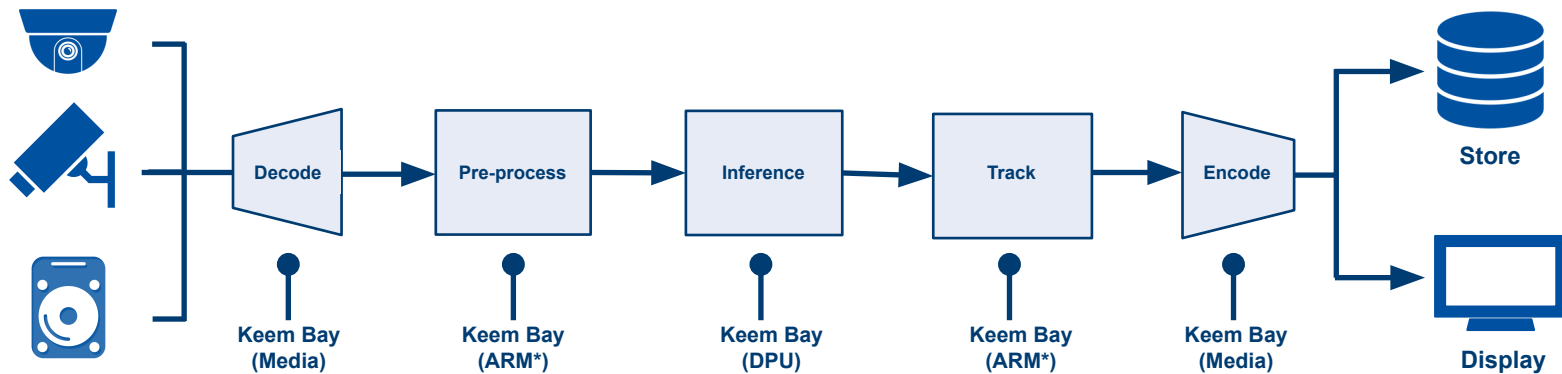 Decode
Pre-process
Inference
Track
Encode
Store
Keem Bay
(Media)
Keem Bay
(ARM*)
Keem Bay
(DPU)
Keem Bay
(ARM*)
Keem Bay
(Media)
Display